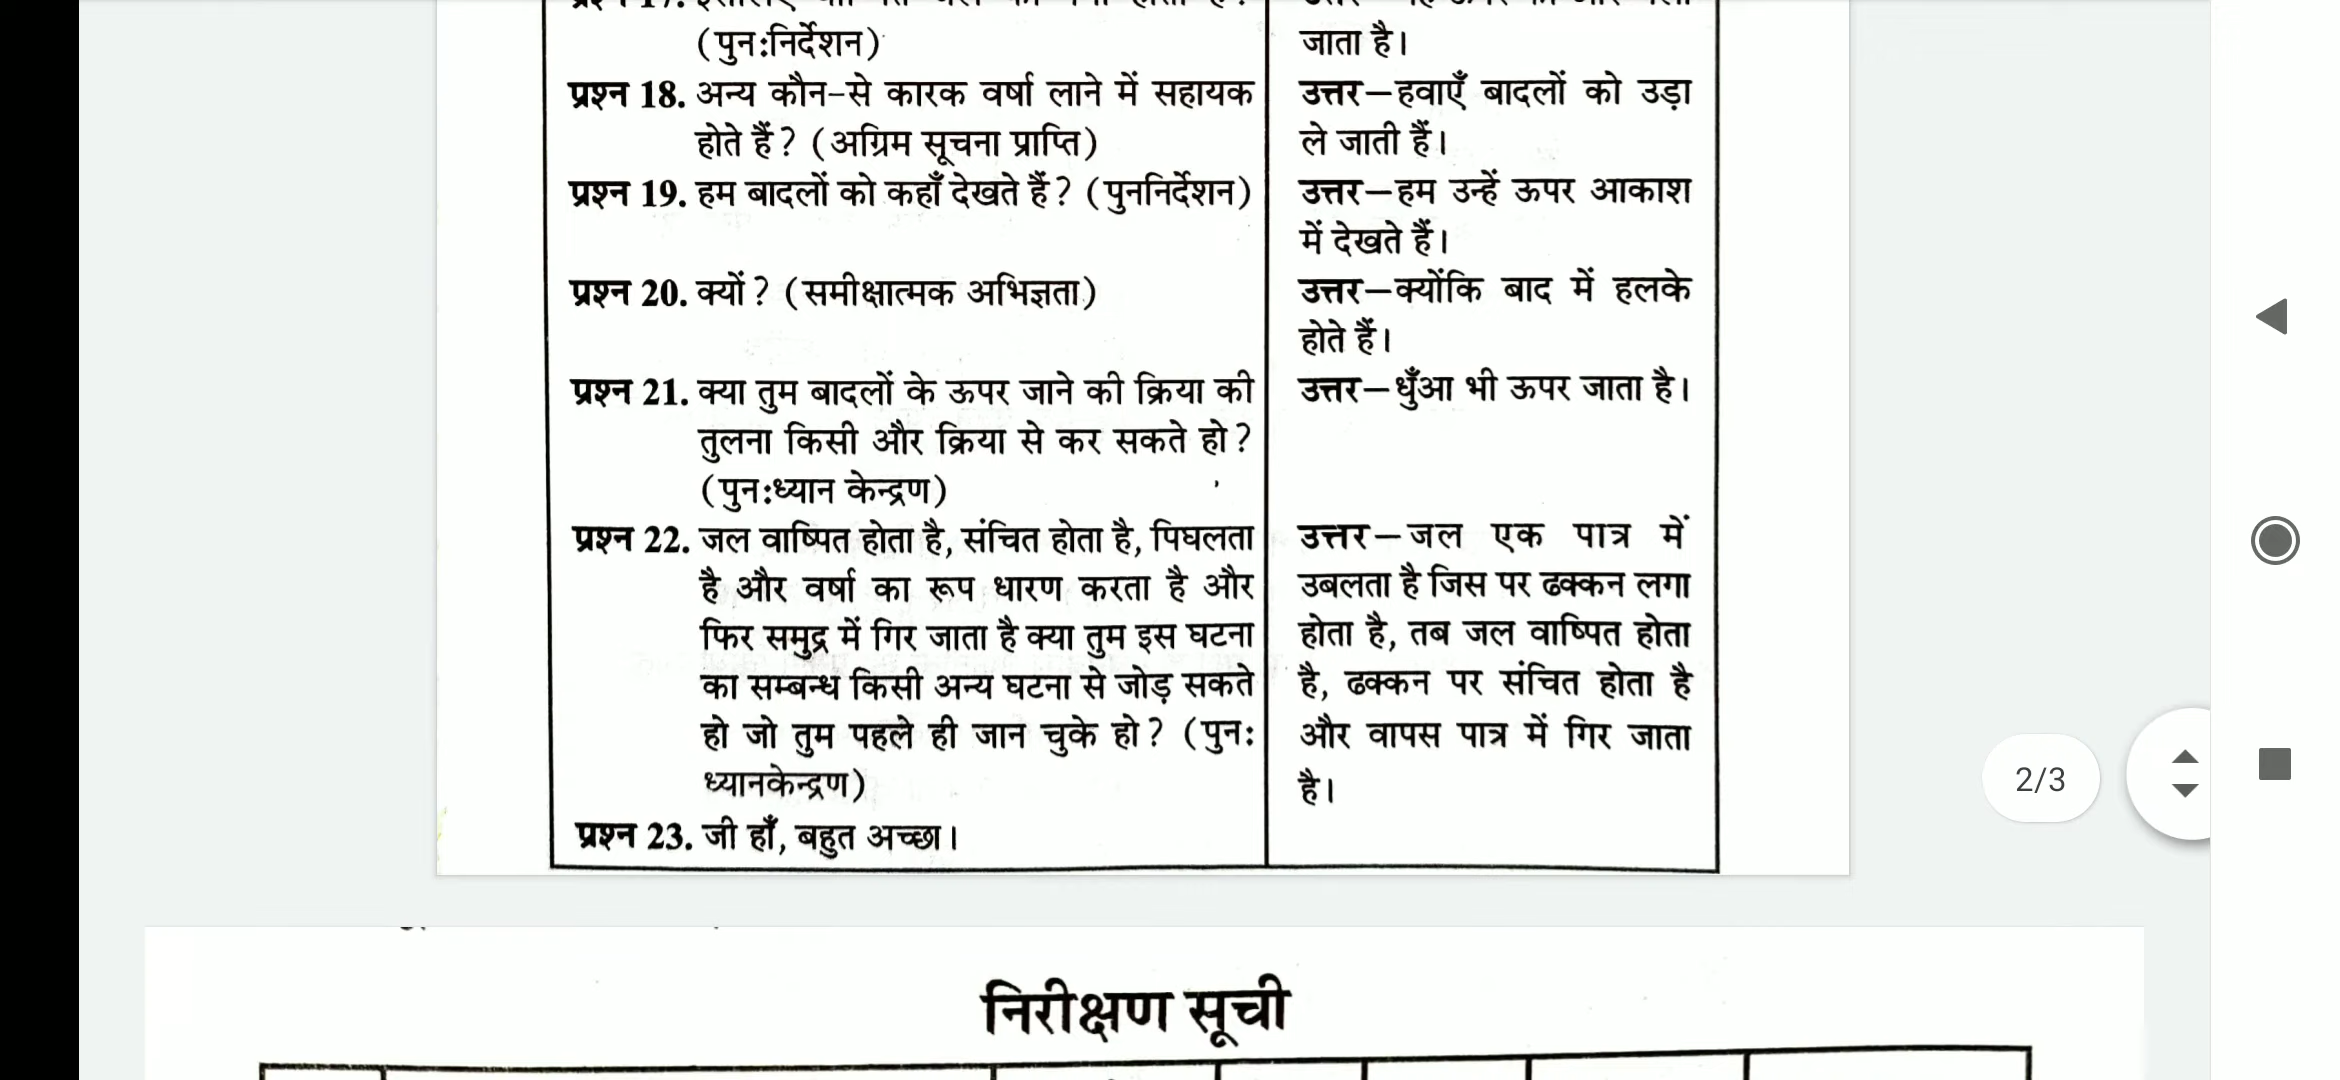 (पुन:निर्देशन)
जाता है।
प्रश्न 18. अन्य कौन-से कारक वर्षा लाने में सहायक
होते हैं? (अग्रिम सूचना प्राप्ति)
उत्तर—हवाएँ बादलों को उड़ा
ले जाती हैं।
प्रश्न 19. हम बादलों को कहाँ देखते हैं? (पुननिर्देशन)
उत्तर—हम उन्हें ऊपर आकाश
में देखते हैं।
प्रश्न 20. क्यों? (समीक्षात्मक अभिज्ञता)
उत्तर—क्योंकि बाद में हलके
होते हैं।
प्रश्न 21. क्या तुम बादलों के ऊपर जाने की क्रिया की
तुलना किसी और क्रिया से कर सकते हो?
(पुन:ध्यान केन्द्रण)
उत्तर—धुँआ भी ऊपर जाता है।
प्रश्न 22. जल वाष्पित होता है, संचित होता है, पिघलता
है और वर्षा का रूप धारण करता है और
फिर समुद्र में गिर जाता है क्या तुम इस घटना
का सम्बन्ध किसी अन्य घटना से जोड़ सकते
हो जो तुम पहले ही जान चुके हो? (पुन:
ध्यानकेन्द्रण)
उत्तर—जल एक पात्र में
उबलता है जिस पर ढक्कन लगा
होता है, तब जल वाष्पित होता
है, ढक्कन पर संचित होता है
और वापस पात्र में गिर जाता
है।
प्रश्न 23. जी हाँ, बहुत अच्छा।
2/3
निरीक्षण सूची